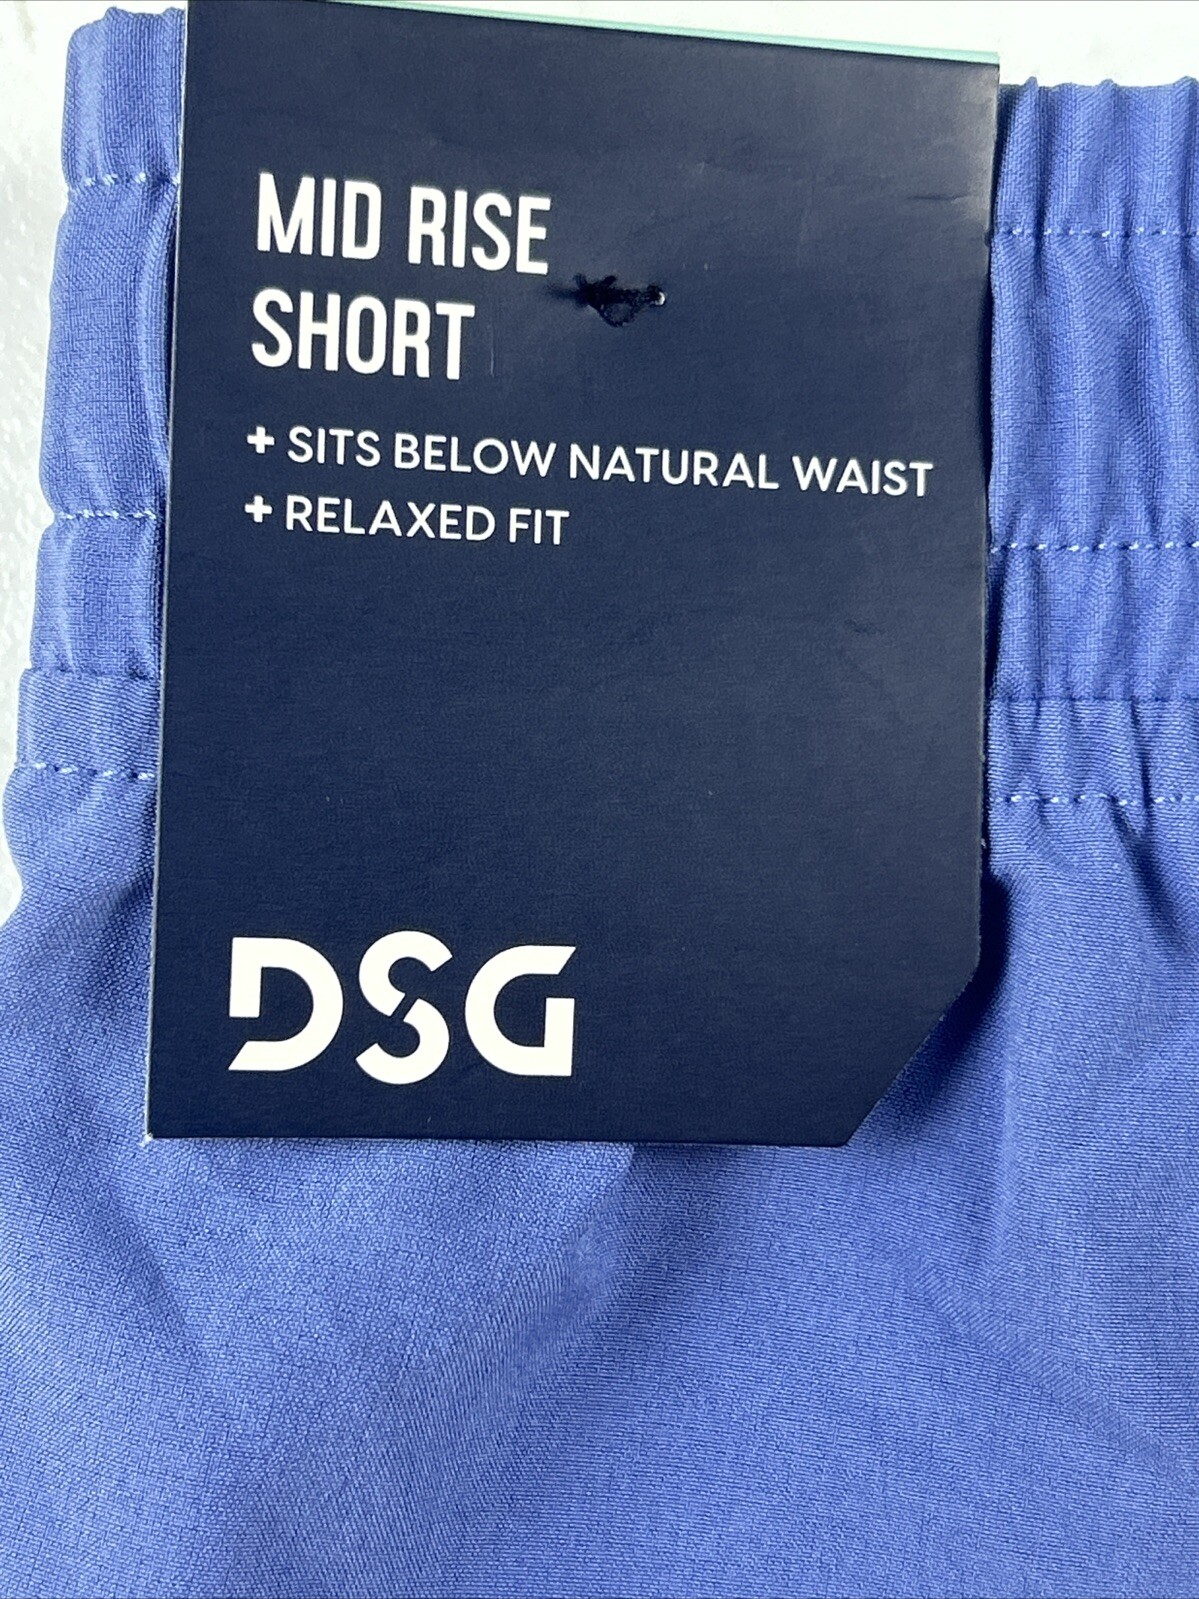 MID RISE
SHORT
+ SITS BELOW NATURAL WAIST
+ RELAXED FIT
DSG